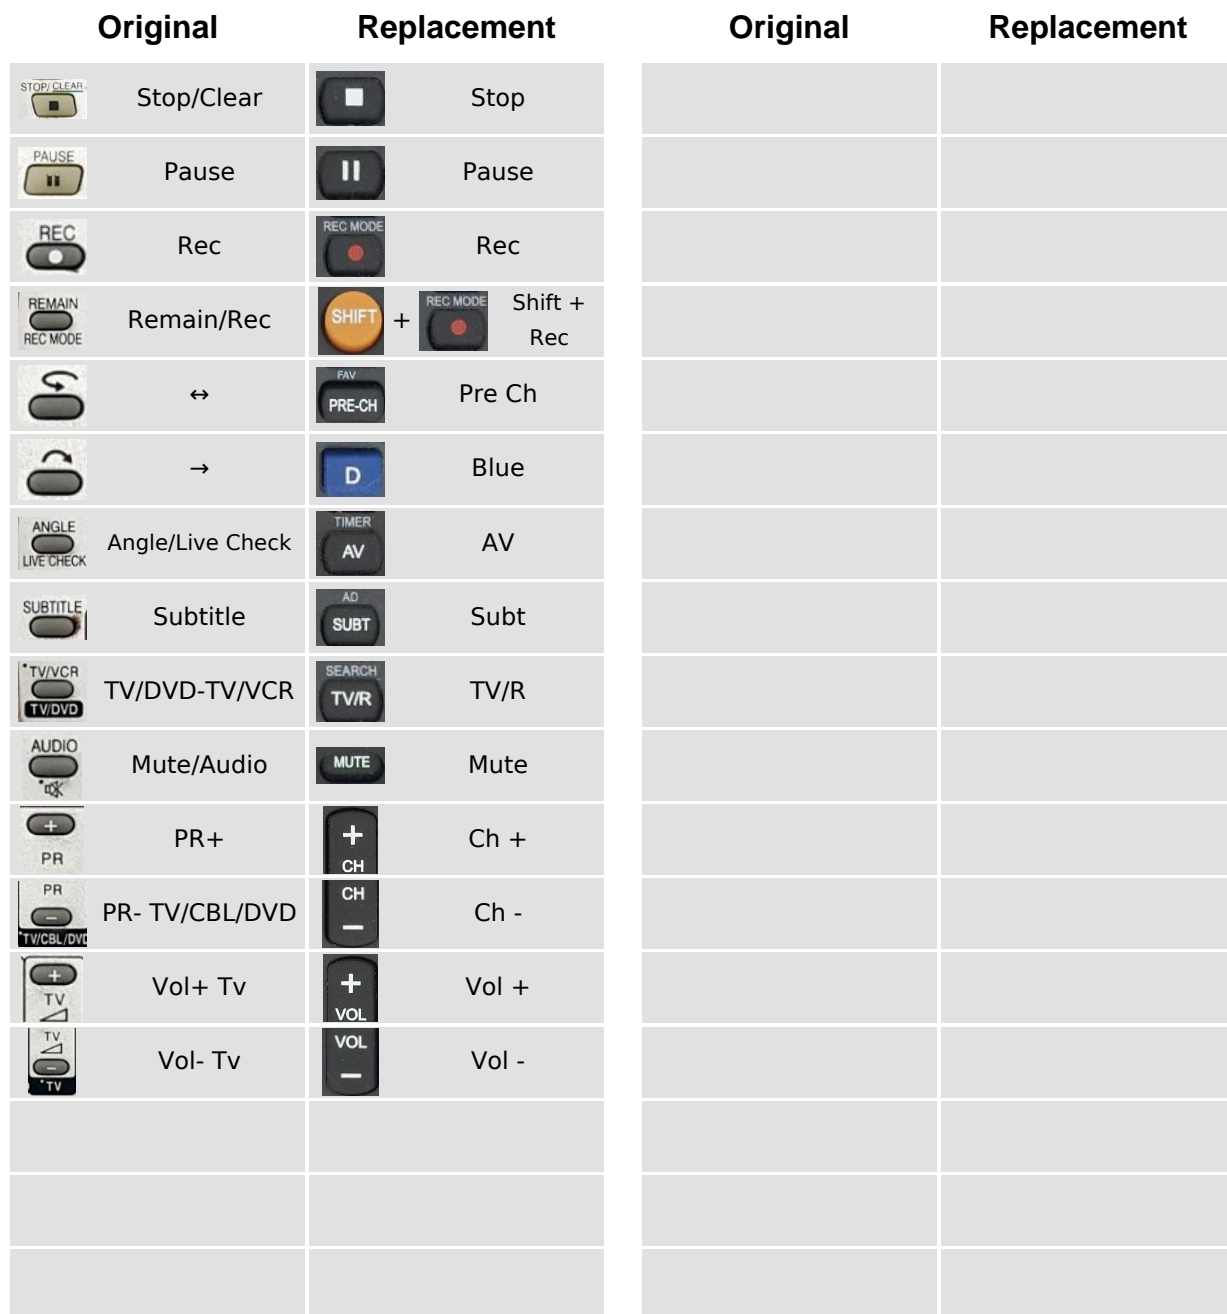 Original Replacement Original Replacement
STOP/CLEAR Stop/Clear Stop
PAUSE Pause Pause
REC Rec REC MODE Rec
REMAIN REC MODE Remain/Rec SHIFT + REC MODE Shift + Rec
↔ FAV PRE-CH Pre Ch
→ D Blue
ANGLE LIVE CHECK Angle/Live Check TIMER AV AV
SUBTITLE Subtitle AD SUBT Subt
TV/VCR TV/DVD TV/DVD-TV/VCR SEARCH TV/R TV/R
AUDIO Mute/Audio MUTE Mute
+ PR PR+ + CH Ch +
PR - TV/CBL/DVD PR- TV/CBL/DVD CH - Ch -
+ TV Vol+ Tv + VOL Vol +
TV - TV Vol- Tv VOL - Vol -